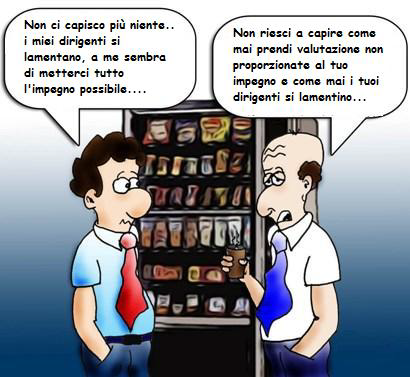 Non ci capisco più niente..
i miei dirigenti si
lamentano, a me sembra
di metterci tutto
l'impegno possibile....
Non riesci a capire come
mai prendi valutazione non
proporzionate al tuo
impegno e come mai i tuoi
dirigenti si lamentino...